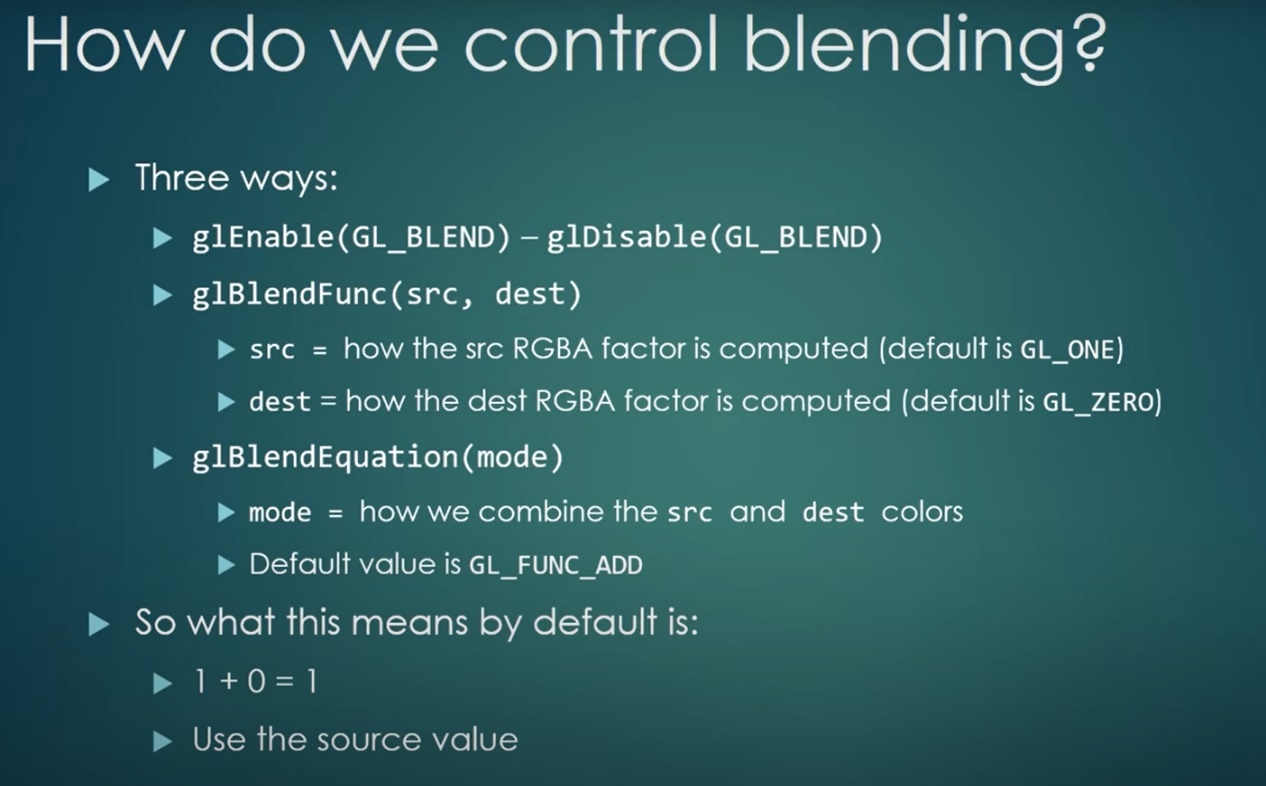 How do we control blending?
Three ways:
glEnable(GL_BLEND) – glDisable(GL_BLEND)
glBlendFunc(src, dest)
src = how the src RGBA factor is computed (default is GL_ONE)
dest = how the dest RGBA factor is computed (default is GL_ZERO)
glBlendEquation(mode)
mode = how we combine the src and dest colors
Default value is GL_FUNC_ADD
So what this means by default is:
1 + 0 = 1
Use the source value